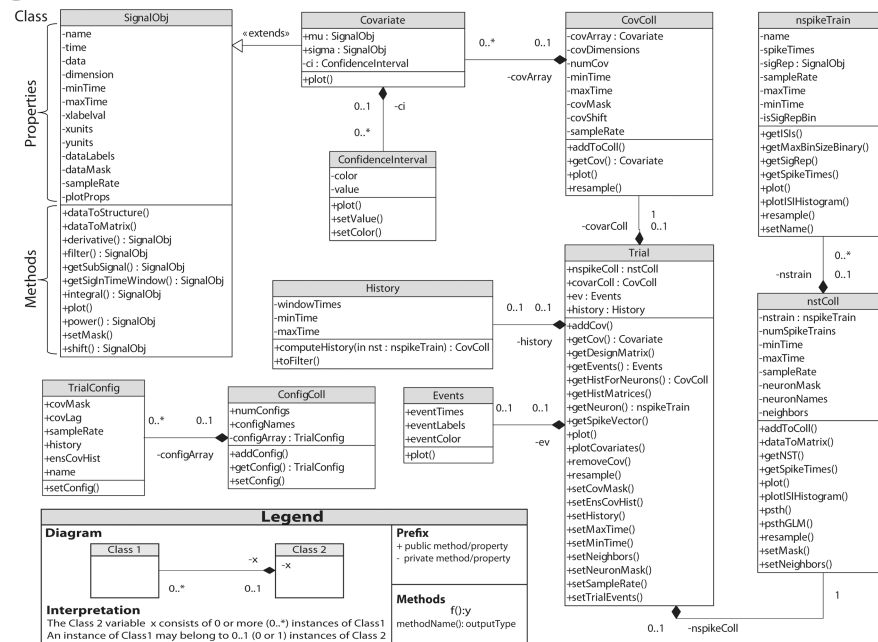 Class
Properties
Methods
SignalObj
-name
-time
-data
-dimension
-minTime
-maxTime
-xlabelval
-xunits
-yunits
-dataLabels
-dataMask
-sampleRate
-plotProps
+dataToStructure()
+dataToMatrix()
+derivative() : SignalObj
+filter() : SignalObj
+getSubSignal() : SignalObj
+getSigInTimeWindow() : SignalObj
+integral() : SignalObj
+plot()
+power() : SignalObj
+setMask()
+shift() : SignalObj
«extends»
Covariate
+mu : SignalObj
+sigma : SignalObj
-ci : ConfidenceInterval
+plot()
0..* 0..1
-covArray
0..1 -ci
0..*
ConfidenceInterval
-color
-value
+plot()
+setValue()
+setColor()
CovColl
-covArray : Covariate
-covDimensions
-numCov
-minTime
-maxTime
-covMask
-covShift
-sampleRate
+addToColl()
+getCov() : Covariate
+plot()
+resample()
1
-covarColl 0..1
nspikeTrain
-name
-spikeTimes
-sigRep : SignalObj
-sampleRate
-maxTime
-minTime
-isSigRepBin
+getISIs()
+getMaxBinSizeBinary()
+getSigRep()
+getSpikeTimes()
+plot()
+plotISIHistogram()
+resample()
+setName()
0..*
-nstrain 0..1
Trial
+nspikeColl : nstColl
+covarColl : CovColl
+ev : Events
+history : History
+addCov()
+getCov() : Covariate
+getDesignMatrix()
+getEvents() : Events
+getHistForNeurons() : CovColl
+getHistMatrices()
+getNeuron() : nspikeTrain
+getSpikeVector()
+plot()
+plotCovariates()
+removeCov()
+resample()
+setCovMask()
+setEnsCovHist()
+setHistory()
+setMaxTime()
+setMinTime()
+setNeighbors()
+setNeuronMask()
+setSampleRate()
+setTrialEvents()
nstColl
-nstrain : nspikeTrain
-numSpikeTrains
-minTime
-maxTime
-sampleRate
-neuronMask
-neuronNames
-neighbors
+addToColl()
+dataToMatrix()
+getNST()
+getSpikeTimes()
+plot()
+plotISIHistogram()
+psth()
+psthGLM()
+resample()
+setMask()
+setNeighbors()
1
0..1 -nspikeColl
History
-windowTimes
-minTime
-maxTime
+computeHistory(in nst : nspikeTrain) : CovColl
+toFilter()
0..1 0..1
-history
TrialConfig
+covMask
+covLag
+sampleRate
+history
+ensCovHist
+name
+setConfig()
0..* 0..1
-configArray
ConfigColl
+numConfigs
+configNames
-configArray : TrialConfig
+addConfig()
+getConfig() : TrialConfig
+setConfig()
Events
+eventTimes
+eventLabels
+eventColor
+plot()
0..1 0..1
-ev
Legend
Diagram
Class 1
-x
Class 2
-x
0..* 0..1
Interpretation
The Class 2 variable x consists of 0 or more (0..*) instances of Class1
An instance of Class1 may belong to 0..1 (0 or 1) instances of Class 2
Prefix
+ public method/property
- private method/property
Methods
f():y
methodName(): outputType